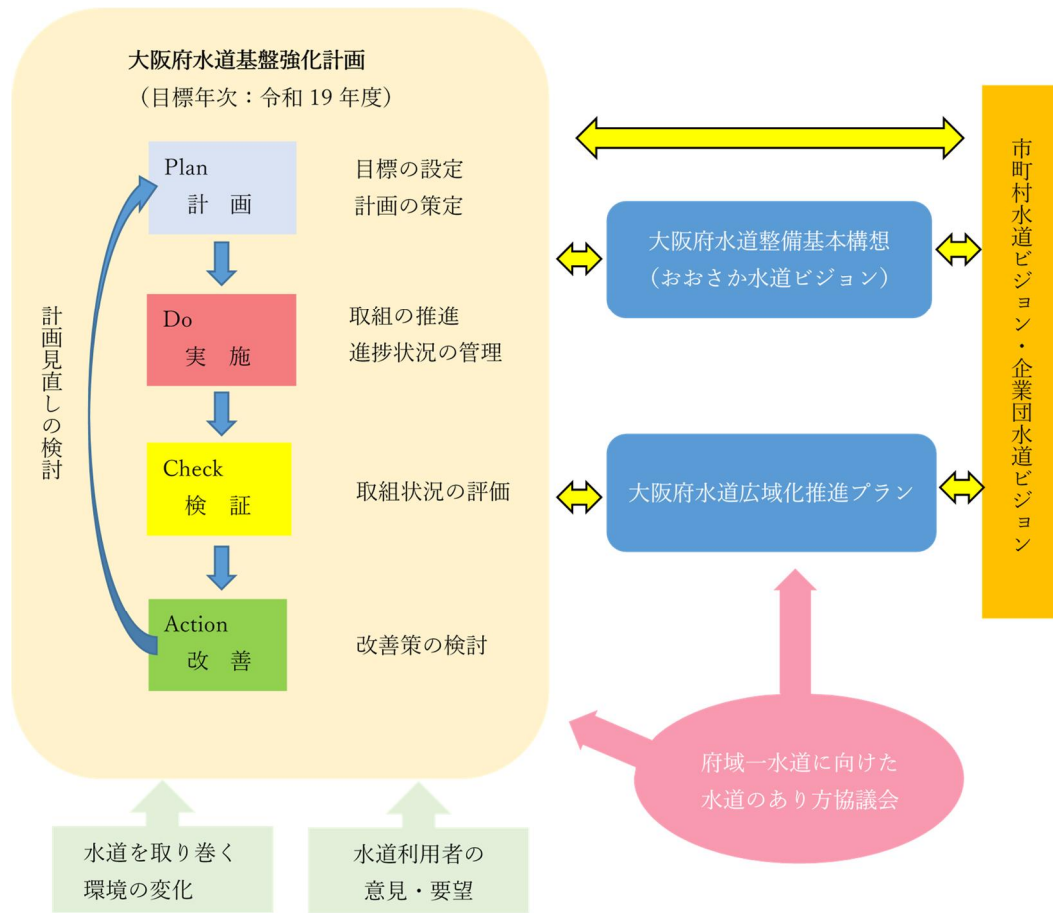 大阪府水道基盤強化計画
（目標年次：令和 19 年度）
Plan
計　画
目標の設定
計画の策定
Do
実　施
取組の推進
進捗状況の管理
Check
検　証
取組状況の評価
Action
改　善
改善策の検討
計画見直しの検討
大阪府水道整備基本構想
（おおさか水道ビジョン）
大阪府水道広域化推進プラン
市町村水道ビジョン・企業団水道ビジョン
府域一水道に向けた
水道のあり方協議会
水道を取り巻く
環境の変化
水道利用者の
意見・要望